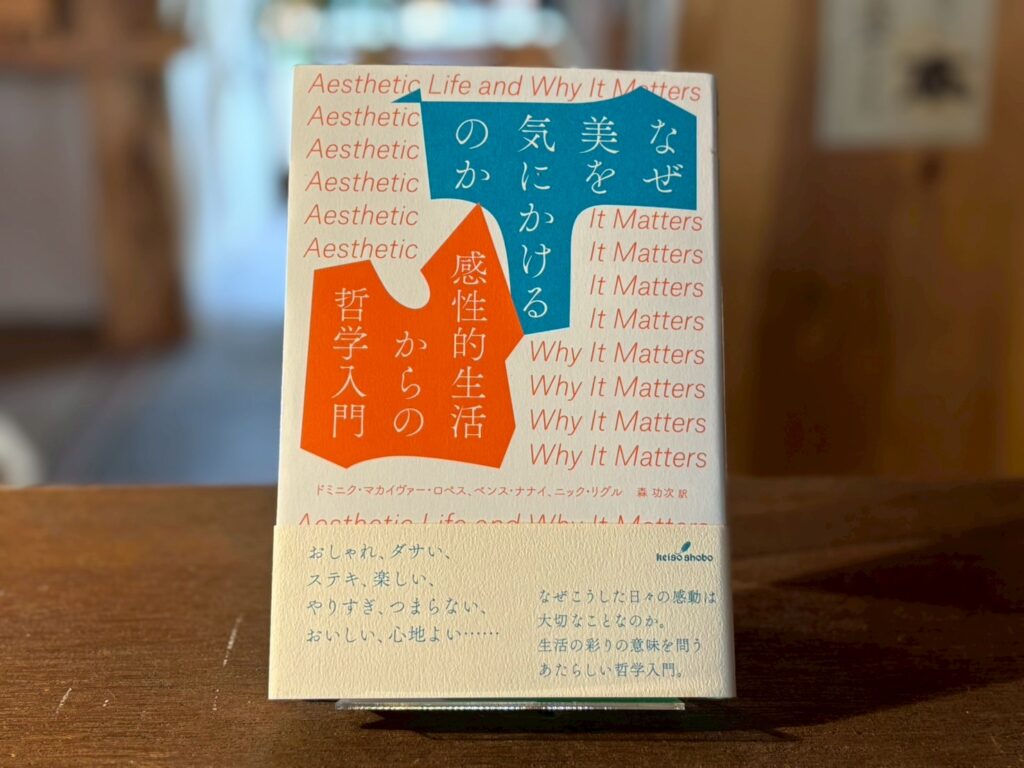 Aesthetic Life and Why It Matters
Aesthetic
Aesthetic
Aesthetic
Aesthetic
Aesthetic
なぜ
美を
気にかける
のか
It Matters
It Matters
It Matters
It Matters
Why It Matters
Why It Matters
Why It Matters
Why It Matters
感性的生活
からの
哲学入門
ドミニク・マカイヴァー・ロペス、ベンス・ナナイ、ニック・リグル 森 功次 訳
Aesthetic Life and Why It Matters
おしゃれ、ダサい、
ステキ、楽しい、
やりすぎ、つまらない、
おいしい、心地よい……
keiso shobo
なぜこうした日々の感動は
大切なことなのか。
生活の彩りの意味を問う
あたらしい哲学入門。